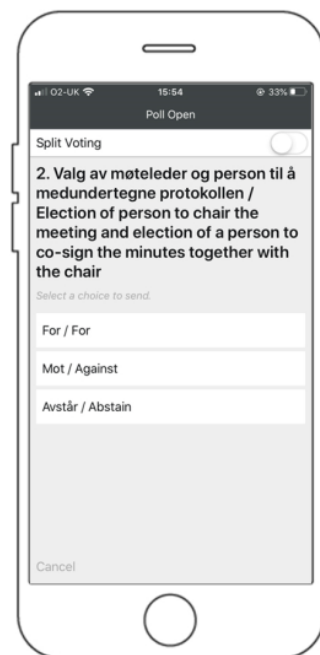 O2-UK 15:54 33%
Poll Open
Split Voting
2. Valg av møteleder og person til å
medundertegne protokollen /
Election of person to chair the
meeting and election of a person to
co-sign the minutes together with
the chair
Select a choice to send.
For / For
Mot / Against
Avstår / Abstain
Cancel